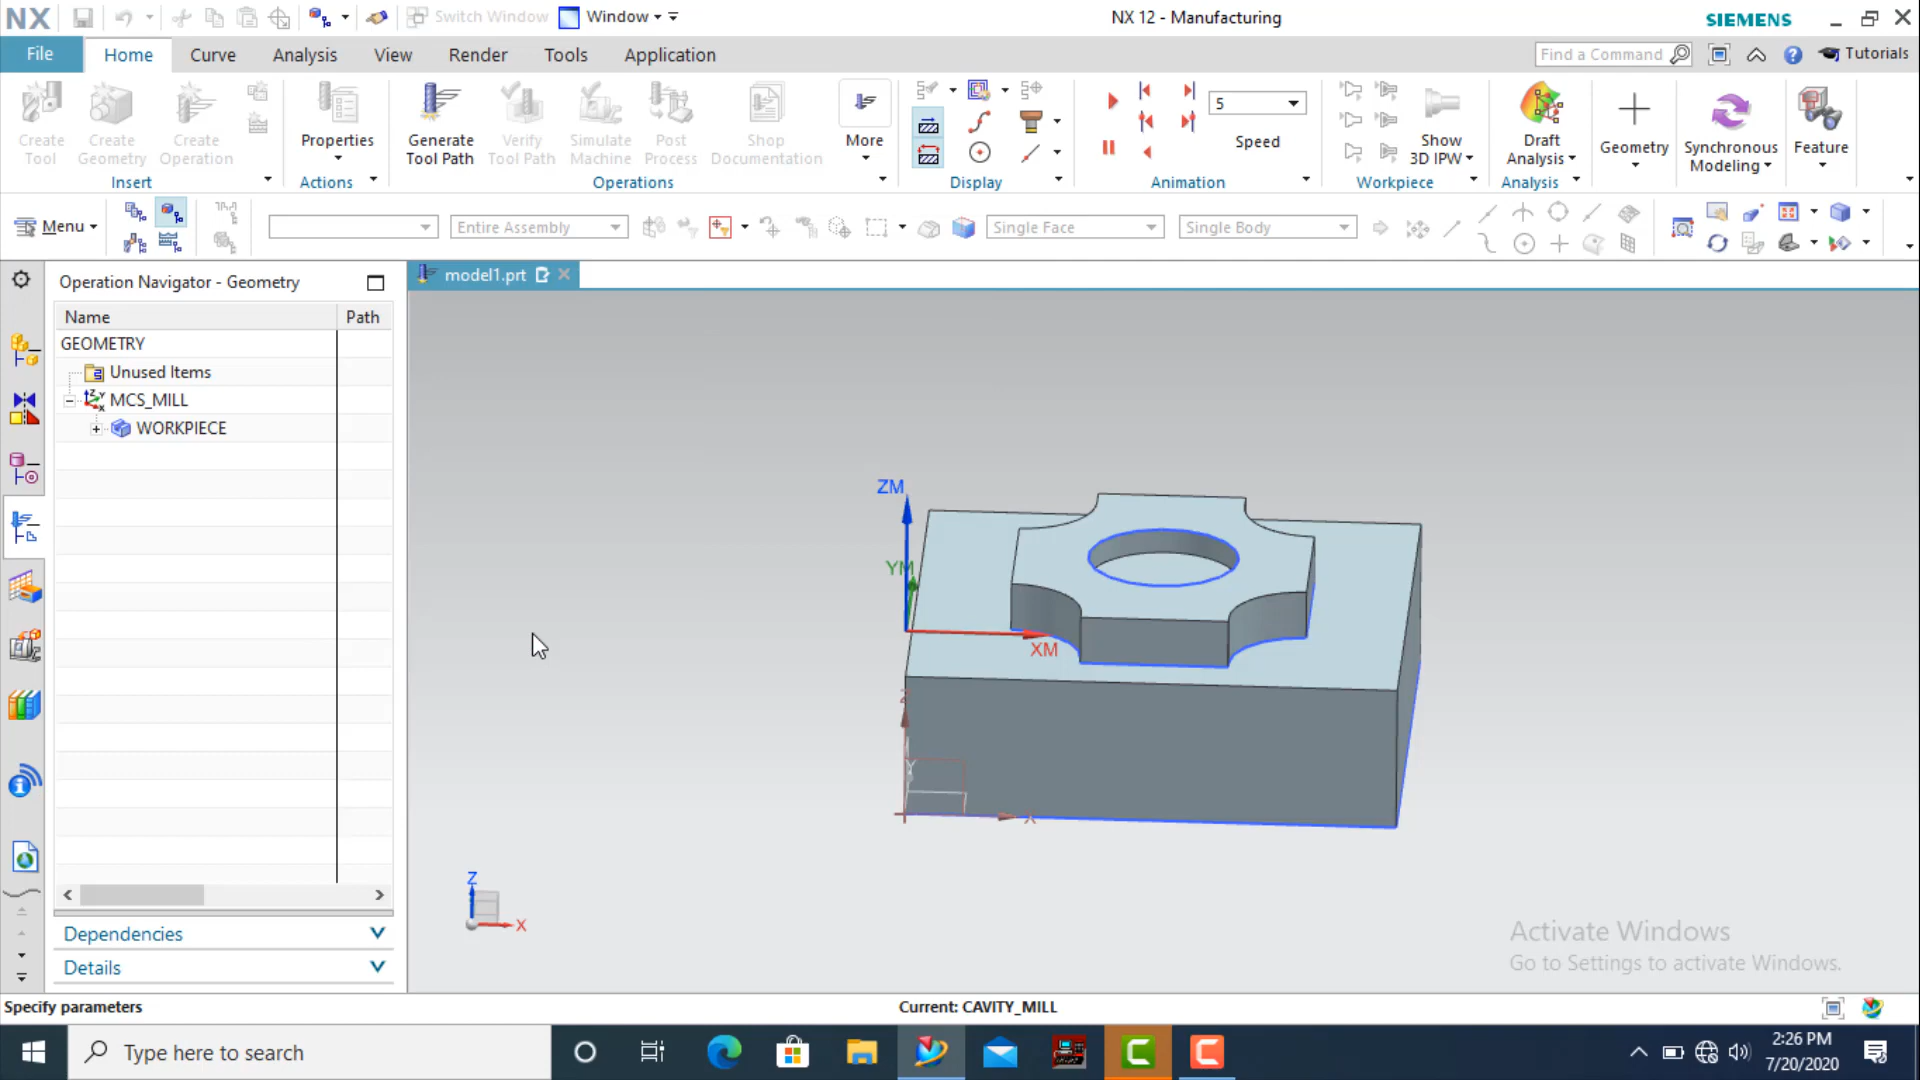 NX
Switch Window
Window
NX 12 - Manufacturing
SIEMENS
File
Home
Curve
Analysis
View
Render
Tools
Application
Find a Command
Tutorials
Create Tool
Create Geometry
Create Operation
Insert
Properties
Actions
Generate Tool Path
Verify Tool Path
Simulate Machine
Post Process
Shop Documentation
More
Operations
Display
5
Speed
Animation
Show 3D IPW
Workpiece
Draft Analysis
Analysis
Geometry
Synchronous Modeling
Feature
Menu
Entire Assembly
Single Face
Single Body
Operation Navigator - Geometry
model1.prt
Name
Path
GEOMETRY
Unused Items
MCS_MILL
WORKPIECE
ZM
YM
XM
Z
Y
X
Z
X
Dependencies
Details
Activate Windows
Go to Settings to activate Windows.
Specify parameters
Current: CAVITY_MILL
Type here to search
2:26 PM
7/20/2020